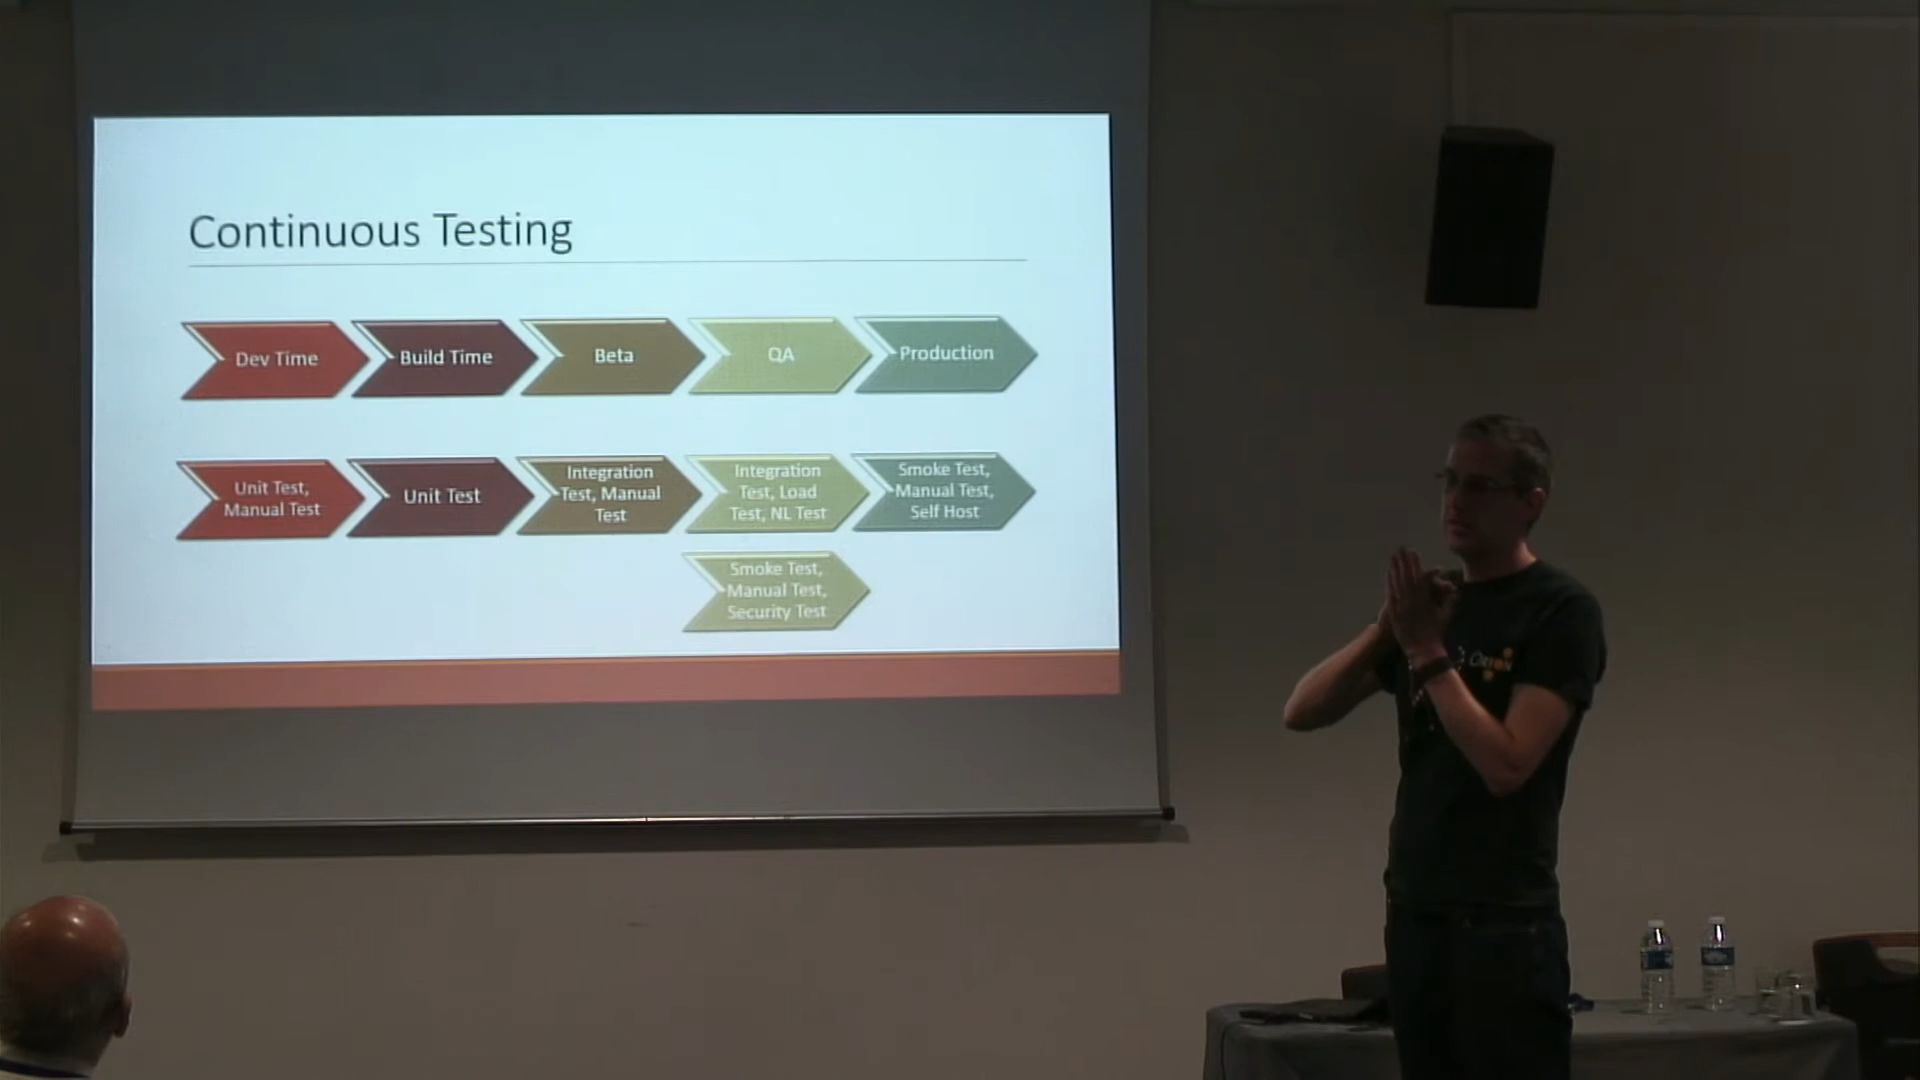 Continuous Testing
Dev Time
Build Time
Beta
QA
Production
Unit Test,
Manual Test
Unit Test
Integration
Test, Manual
Test
Integration
Test, Load
Test, NL Test
Smoke Test,
Manual Test,
Self Host
Smoke Test,
Manual Test,
Security Test